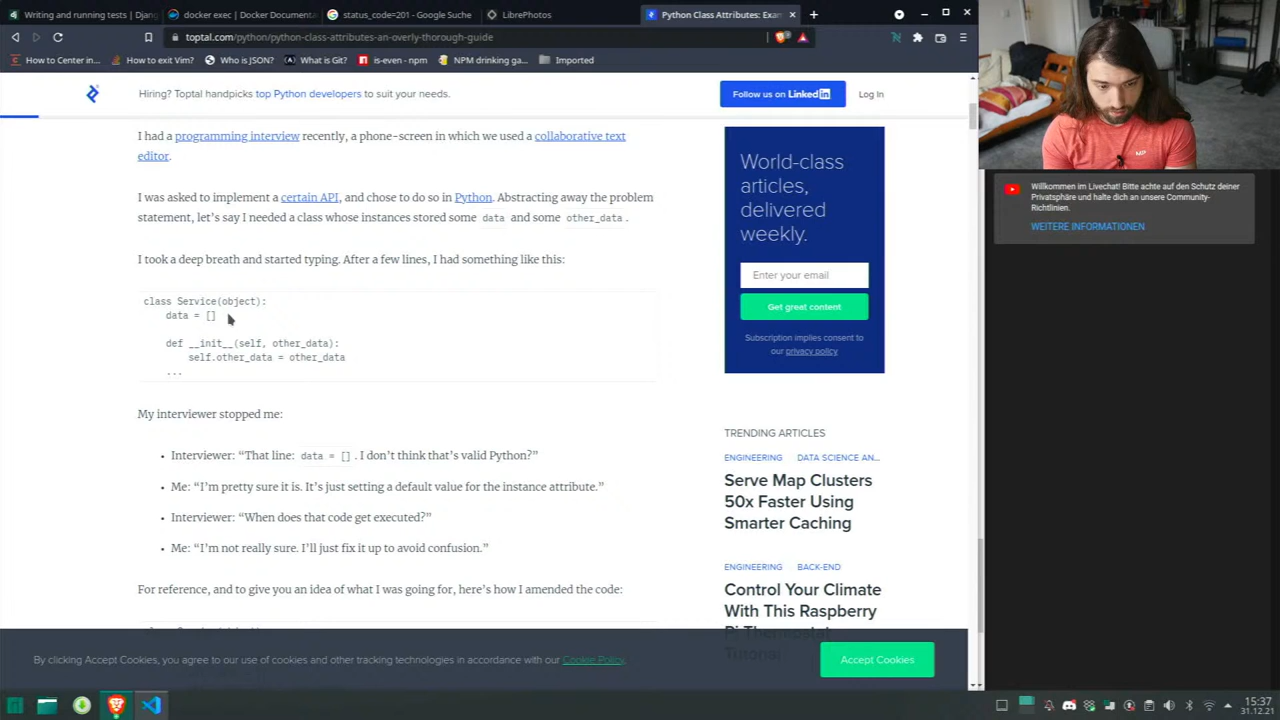 Writing and running tests | Djan
docker exec | Docker Documentat
status_code=201 - Google Suche
LibrePhotos
Python Class Attributes: Exam
toptal.com/python/python-class-attributes-an-overly-thorough-guide
How to Center in...
How to exit Vim?
Who is JSON?
What is Git?
is-even - npm
NPM drinking ga...
Imported
Hiring? Toptal handpicks top Python developers to suit your needs.
Follow us on LinkedIn
Log In
I had a programming interview recently, a phone-screen in which we used a collaborative text
editor.
I was asked to implement a certain API, and chose to do so in Python. Abstracting away the problem
statement, let's say I needed a class whose instances stored some data and some other_data.
I took a deep breath and started typing. After a few lines, I had something like this:
class Service(object):
data = []
def __init__(self, other_data):
self.other_data = other_data
...
My interviewer stopped me:
• Interviewer: “That line: data = []. I don't think that's valid Python?”
• Me: “I'm pretty sure it is. It's just setting a default value for the instance attribute.”
• Interviewer: “When does that code get executed?”
• Me: “I'm not really sure. I'll just fix it up to avoid confusion.”
For reference, and to give you an idea of what I was going for, here's how I amended the code:
World-class
articles,
delivered
weekly.
Enter your email
Get great content
Subscription implies consent to
our privacy policy
TRENDING ARTICLES
ENGINEERING DATA SCIENCE AN...
Serve Map Clusters
50x Faster Using
Smarter Caching
ENGINEERING BACK-END
Control Your Climate
With This Raspberry
Pi Thermostat
Tutorial
By clicking Accept Cookies, you agree to our use of cookies and other tracking technologies in accordance with our Cookie Policy.
Accept Cookies
Willkommen im Livechat! Bitte achte auf den Schutz deiner
Privatsphäre und halte dich an unsere Community-
Richtlinien.
WEITERE INFORMATIONEN
15:37
31.12.21